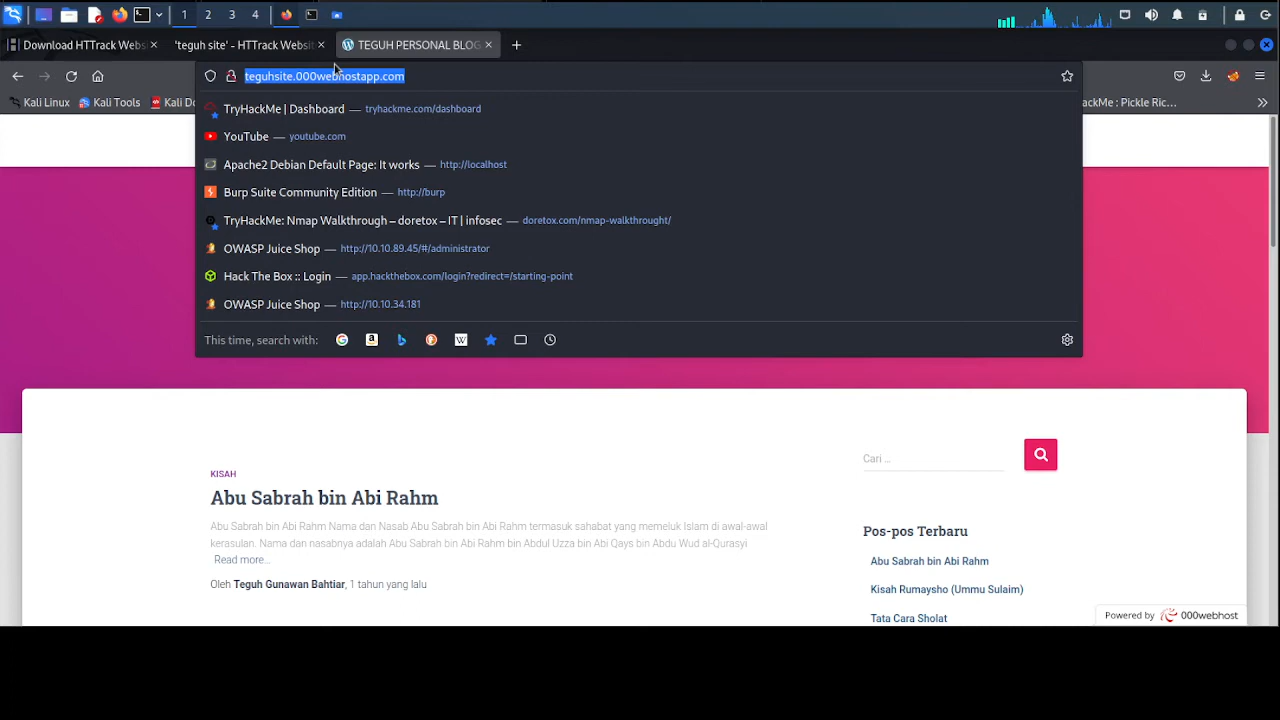 1 2 3 4
Download HTTrack Webs 'teguh site' - HTTrack Websit TEGUH PERSONAL BLOG
teguhsite.000webhostapp.com
Kali Linux Kali Tools Kali Do ckMe : Pickle Ric...
TryHackMe | Dashboard — tryhackme.com/dashboard
YouTube — youtube.com
Apache2 Debian Default Page: It works — http://localhost
Burp Suite Community Edition — http://burp
TryHackMe: Nmap Walkthrough – doretox – IT | infosec — doretox.com/nmap-walkthrought/
OWASP Juice Shop — http://10.10.89.45/#/administrator
Hack The Box :: Login — app.hackthebox.com/login?redirect=/starting-point
OWASP Juice Shop — http://10.10.34.181
This time, search with:
KISAH
Abu Sabrah bin Abi Rahm
Abu Sabrah bin Abi Rahm Nama dan Nasab Abu Sabrah bin Abi Rahm termasuk sahabat yang memeluk Islam di awal-awal
kerasulan. Nama dan nasabnya adalah Abu Sabrah bin Abi Rahm bin Abdul Uzza bin Abi Qays bin Abdu Wud al-Qurasyi
Read more...
Oleh Teguh Gunawan Bahtiar, 1 tahun yang lalu
Cari ...
Pos-pos Terbaru
Abu Sabrah bin Abi Rahm
Kisah Rumaysho (Ummu Sulaim)
Tata Cara Sholat
Powered by 000webhost